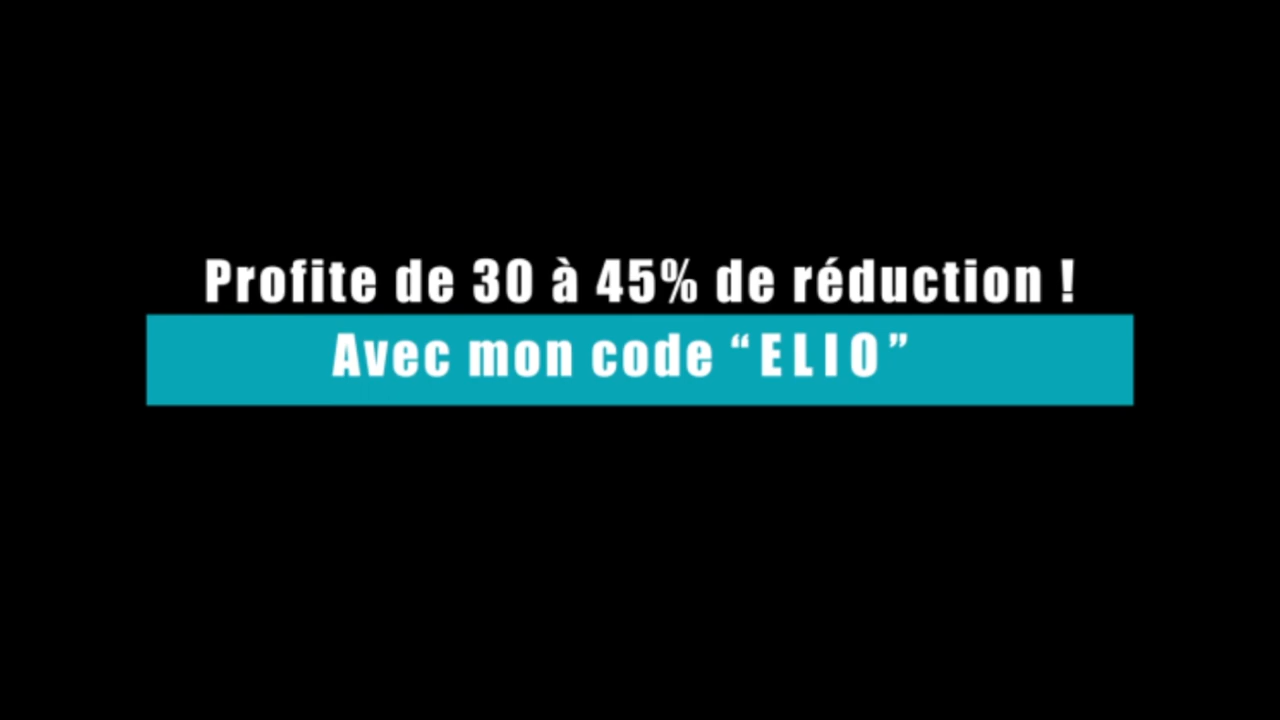 Profite de 30 à 45% de réduction !
Avec mon code “ELIO”